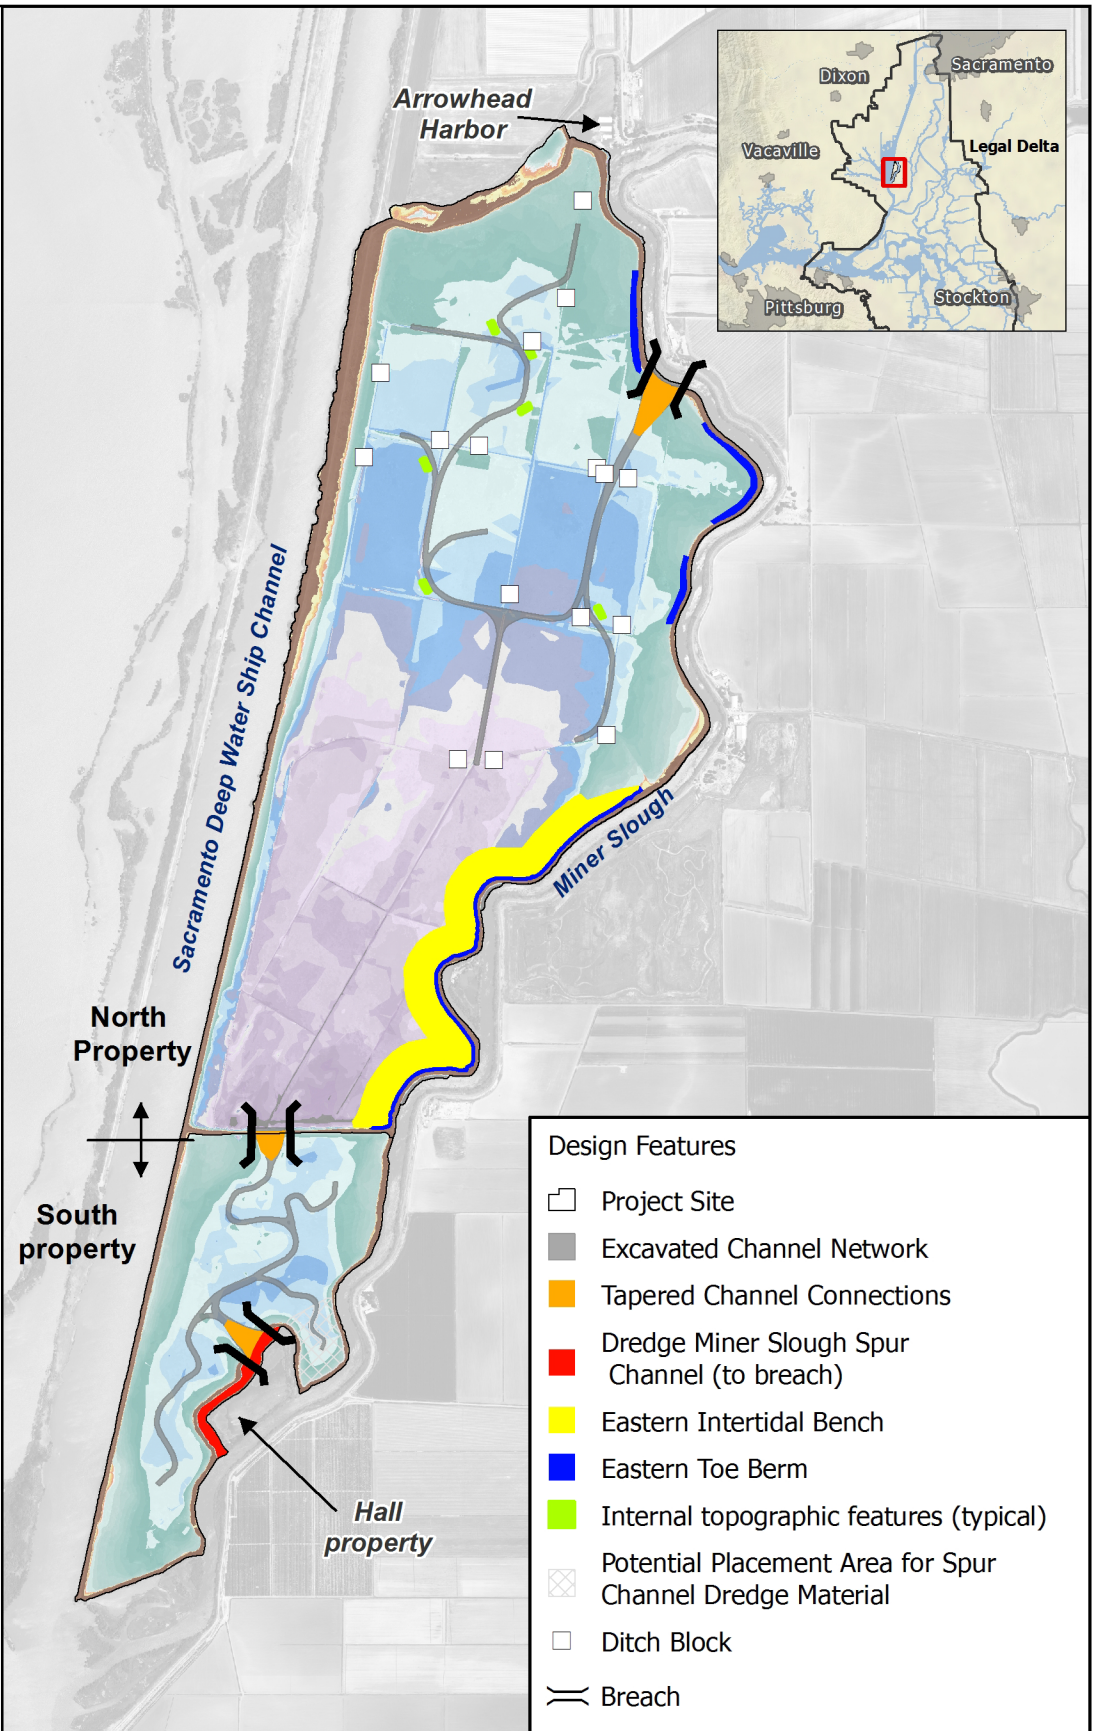 Arrowhead
Harbor
Dixon
Sacramento
Vacaville
Legal Delta
Pittsburg
Stockton
Sacramento Deep Water Ship Channel
Miner Slough
North
Property
South
property
Hall
property
Design Features
Project Site
Excavated Channel Network
Tapered Channel Connections
Dredge Miner Slough Spur
Channel (to breach)
Eastern Intertidal Bench
Eastern Toe Berm
Internal topographic features (typical)
Potential Placement Area for Spur
Channel Dredge Material
Ditch Block
Breach